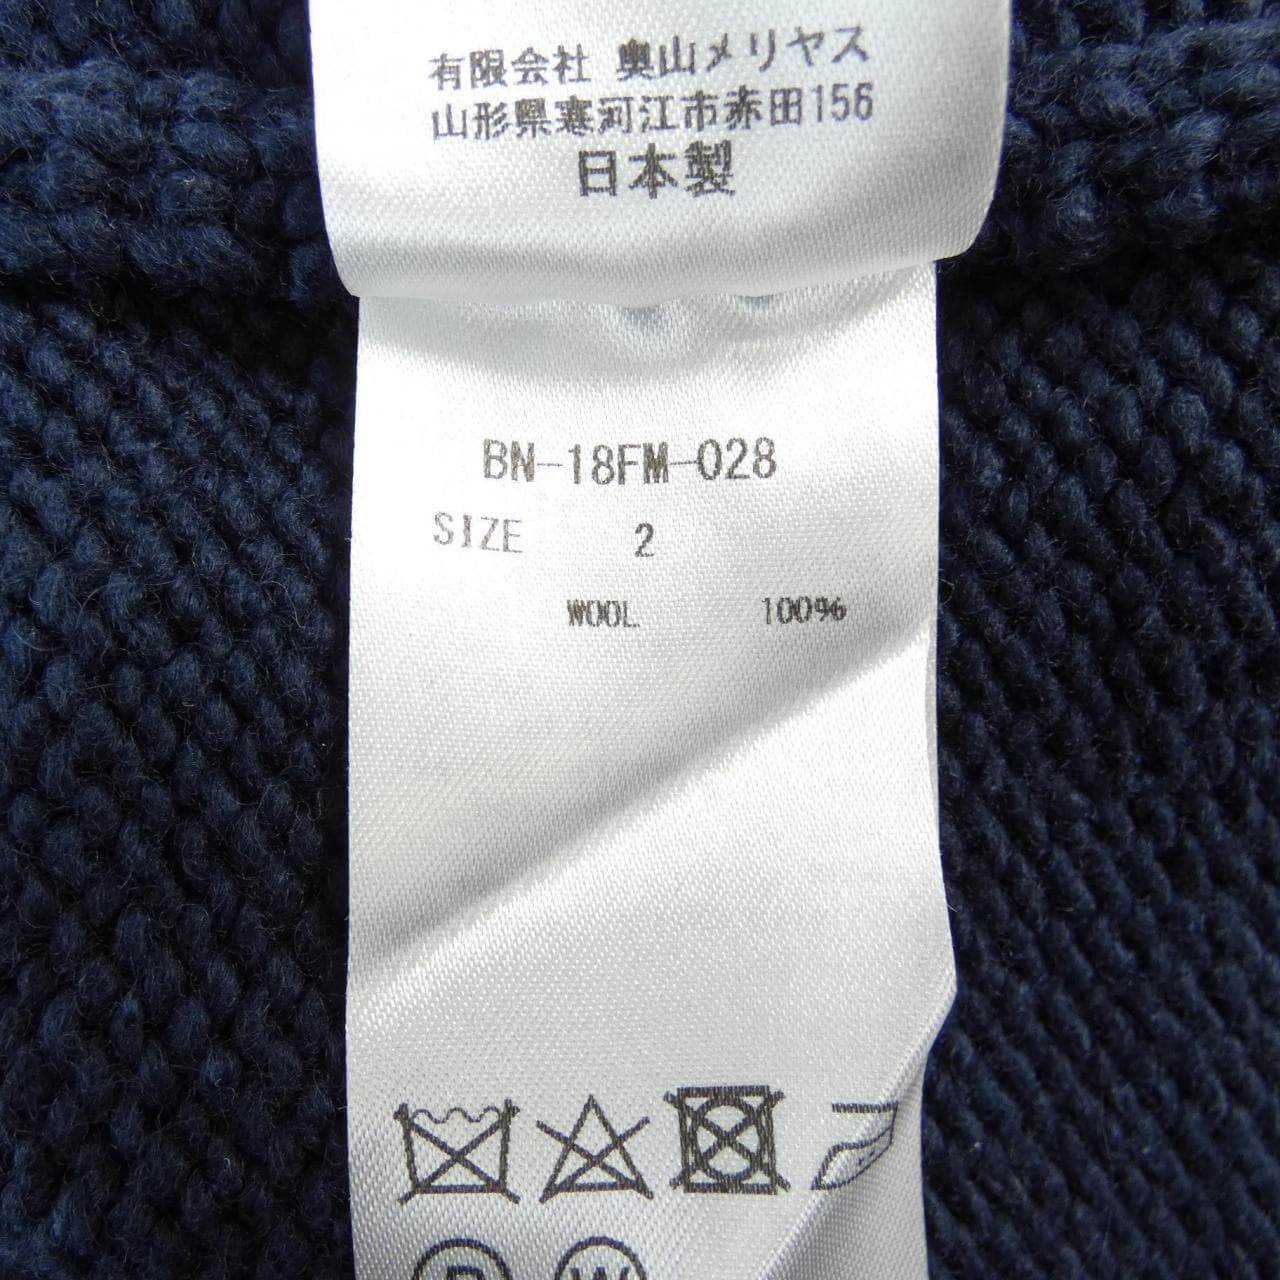 有限会社 奥山メリヤス
山形県寒河江市赤田156
日本製
BN-18FM-028
SIZE 2
WOOL 100%
P W